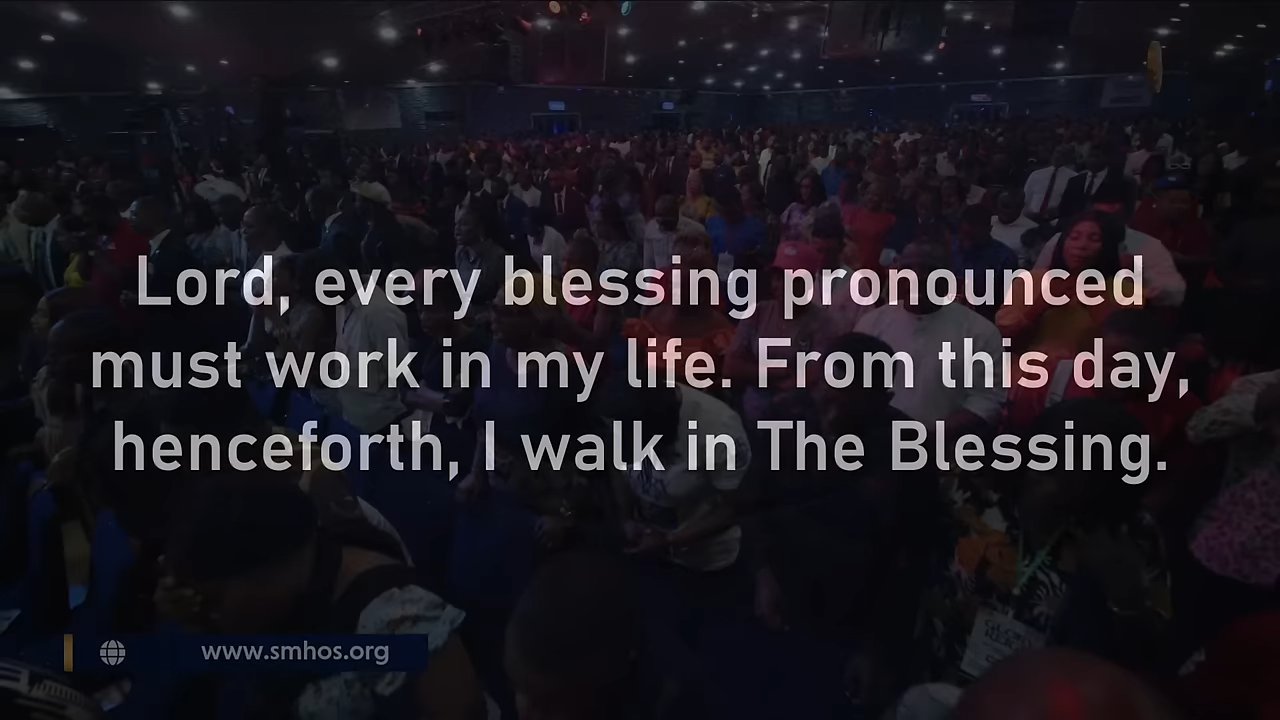 Lord, every blessing pronounced
must work in my life. From this day,
henceforth, I walk in The Blessing.
www.smhos.org